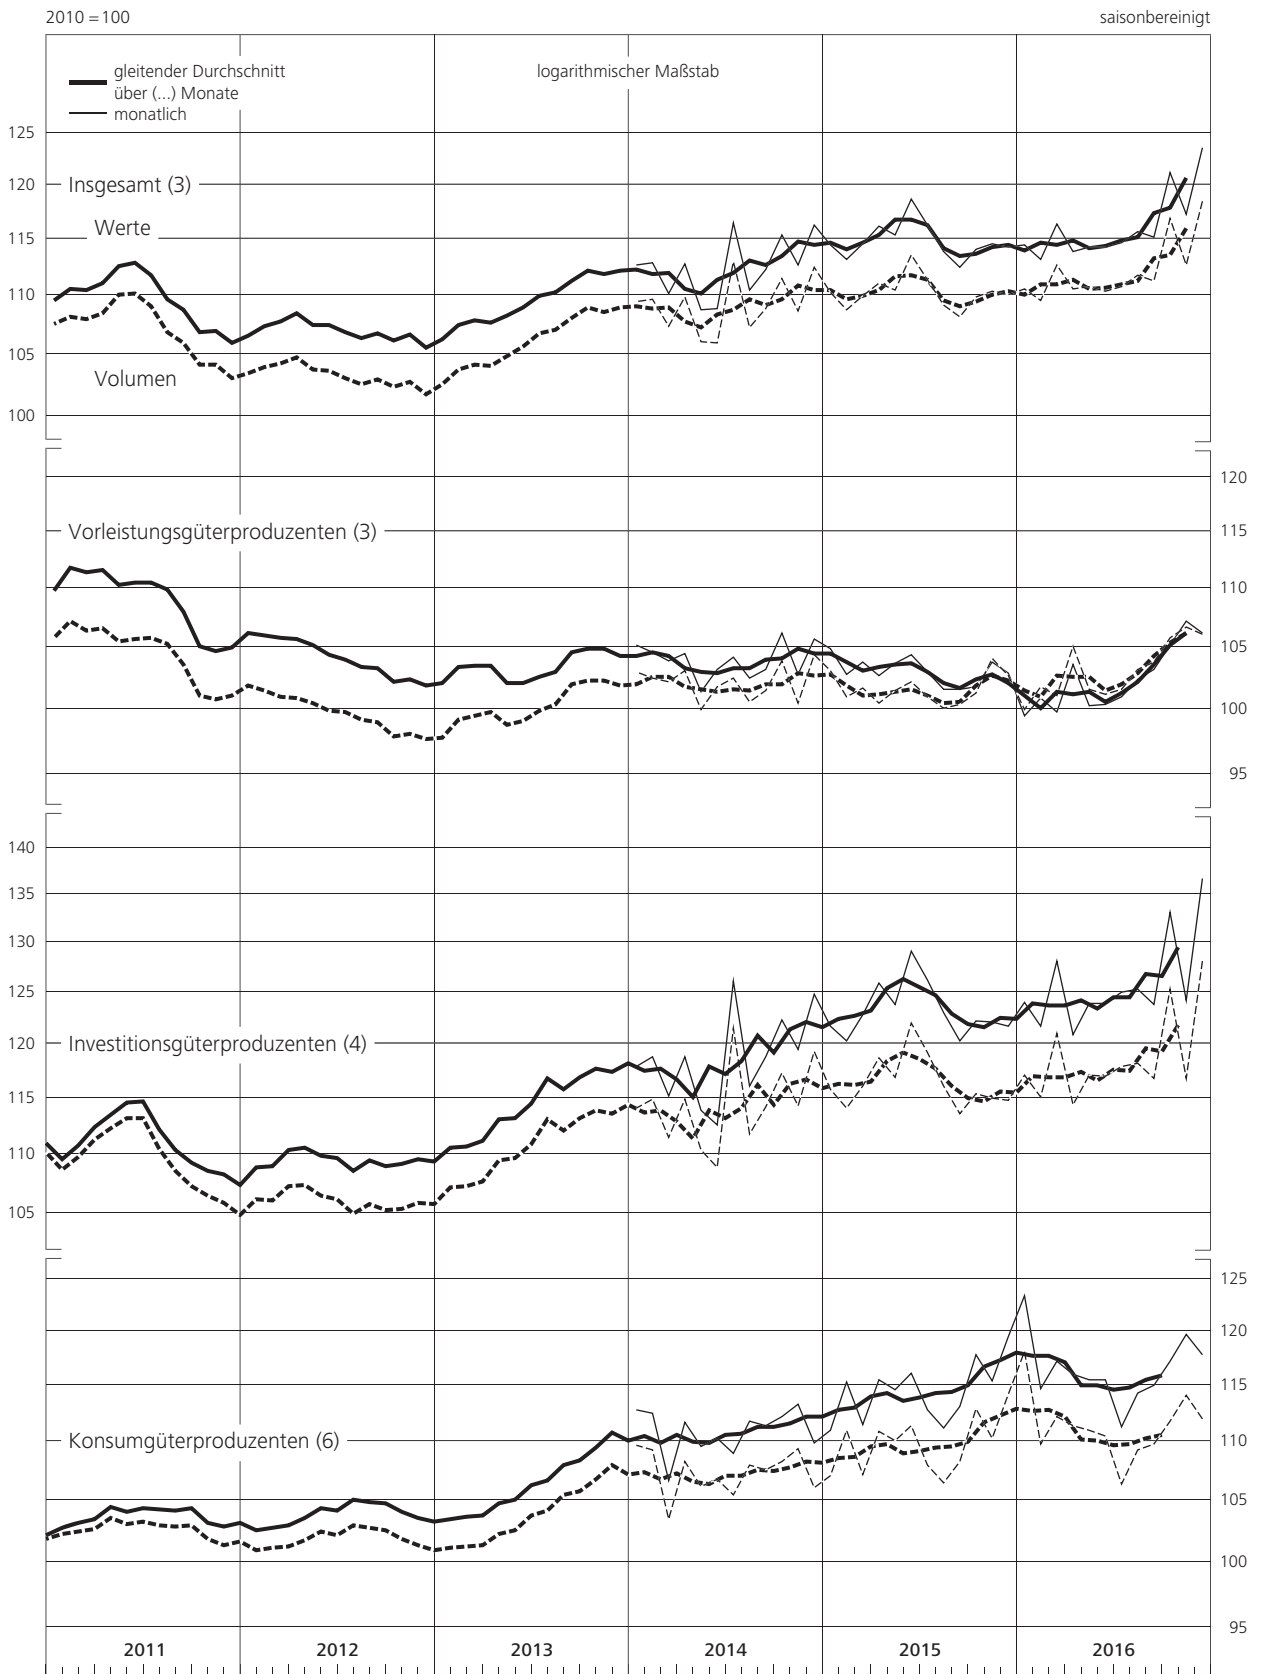 2010 = 100
saisonbereinigt
gleitender Durchschnitt
über (...) Monate
monatlich
logarithmischer Maßstab
125
120
Insgesamt (3)
Werte
115
110
105
Volumen
100
120
Vorleistungsgüterproduzenten (3)
115
110
105
100
95
140
135
130
125
120
Investitionsgüterproduzenten (4)
115
110
105
125
120
115
Konsumgüterproduzenten (6)
110
105
100
95
2011 2012 2013 2014 2015 2016